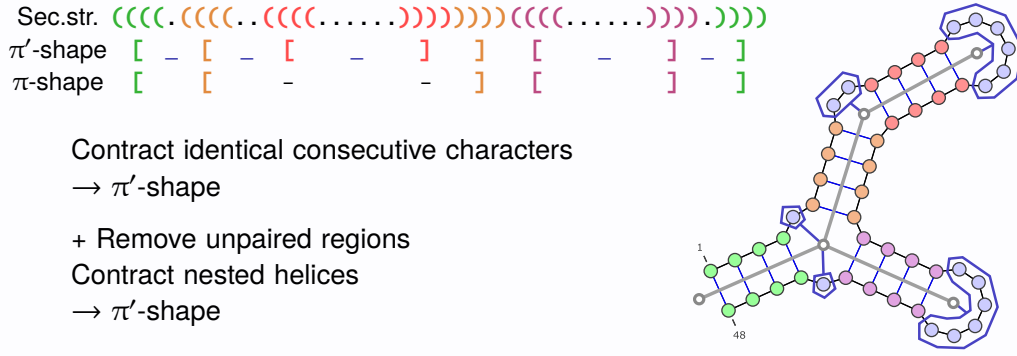 Sec.str. ((((.((((..((((......))))))))((((......)))).))))
π′-shape [ _ [ _ [ _ ] ] [ _ ] _ ]
π-shape [ [ – – ] [ ] ]
Contract identical consecutive characters
→ π′-shape
+ Remove unpaired regions
Contract nested helices
→ π′-shape
1
48